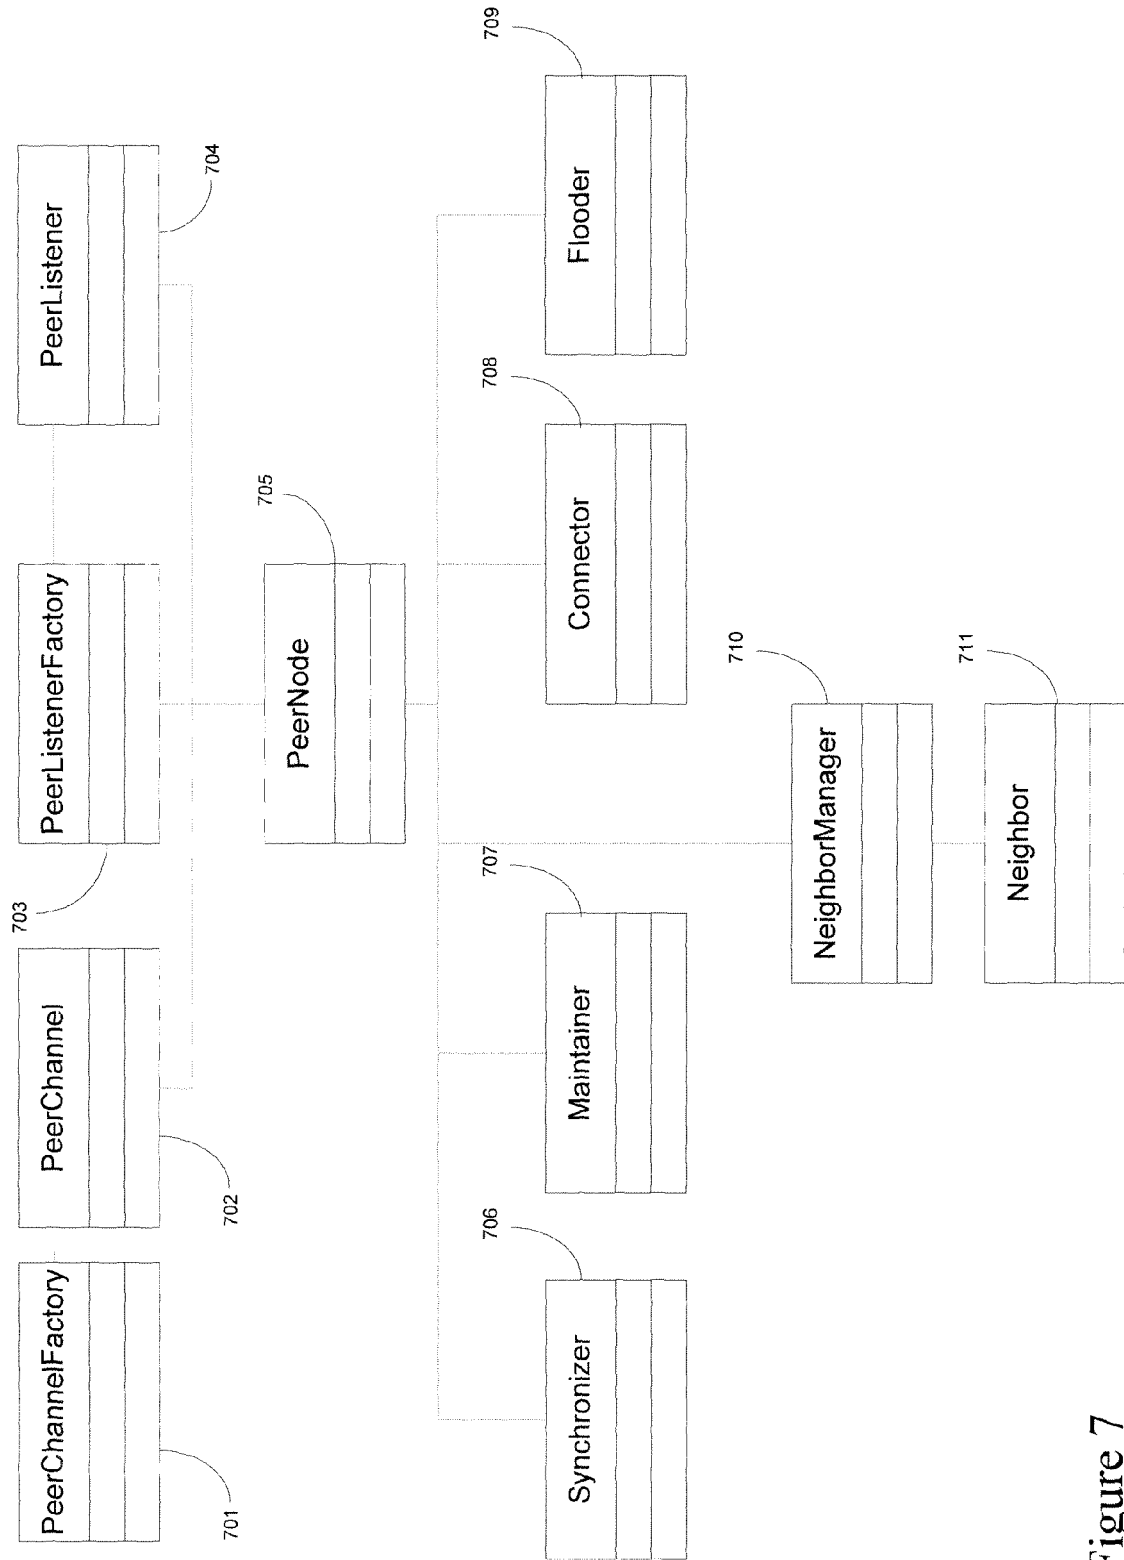 PeerChannelFactory
701
PeerChannel
702
PeerListenerFactory
703
PeerListener
704
PeerNode
705
Synchronizer
706
Maintainer
707
Connector
708
Flooder
709
NeighborManager
710
Neighbor
711
Figure 7